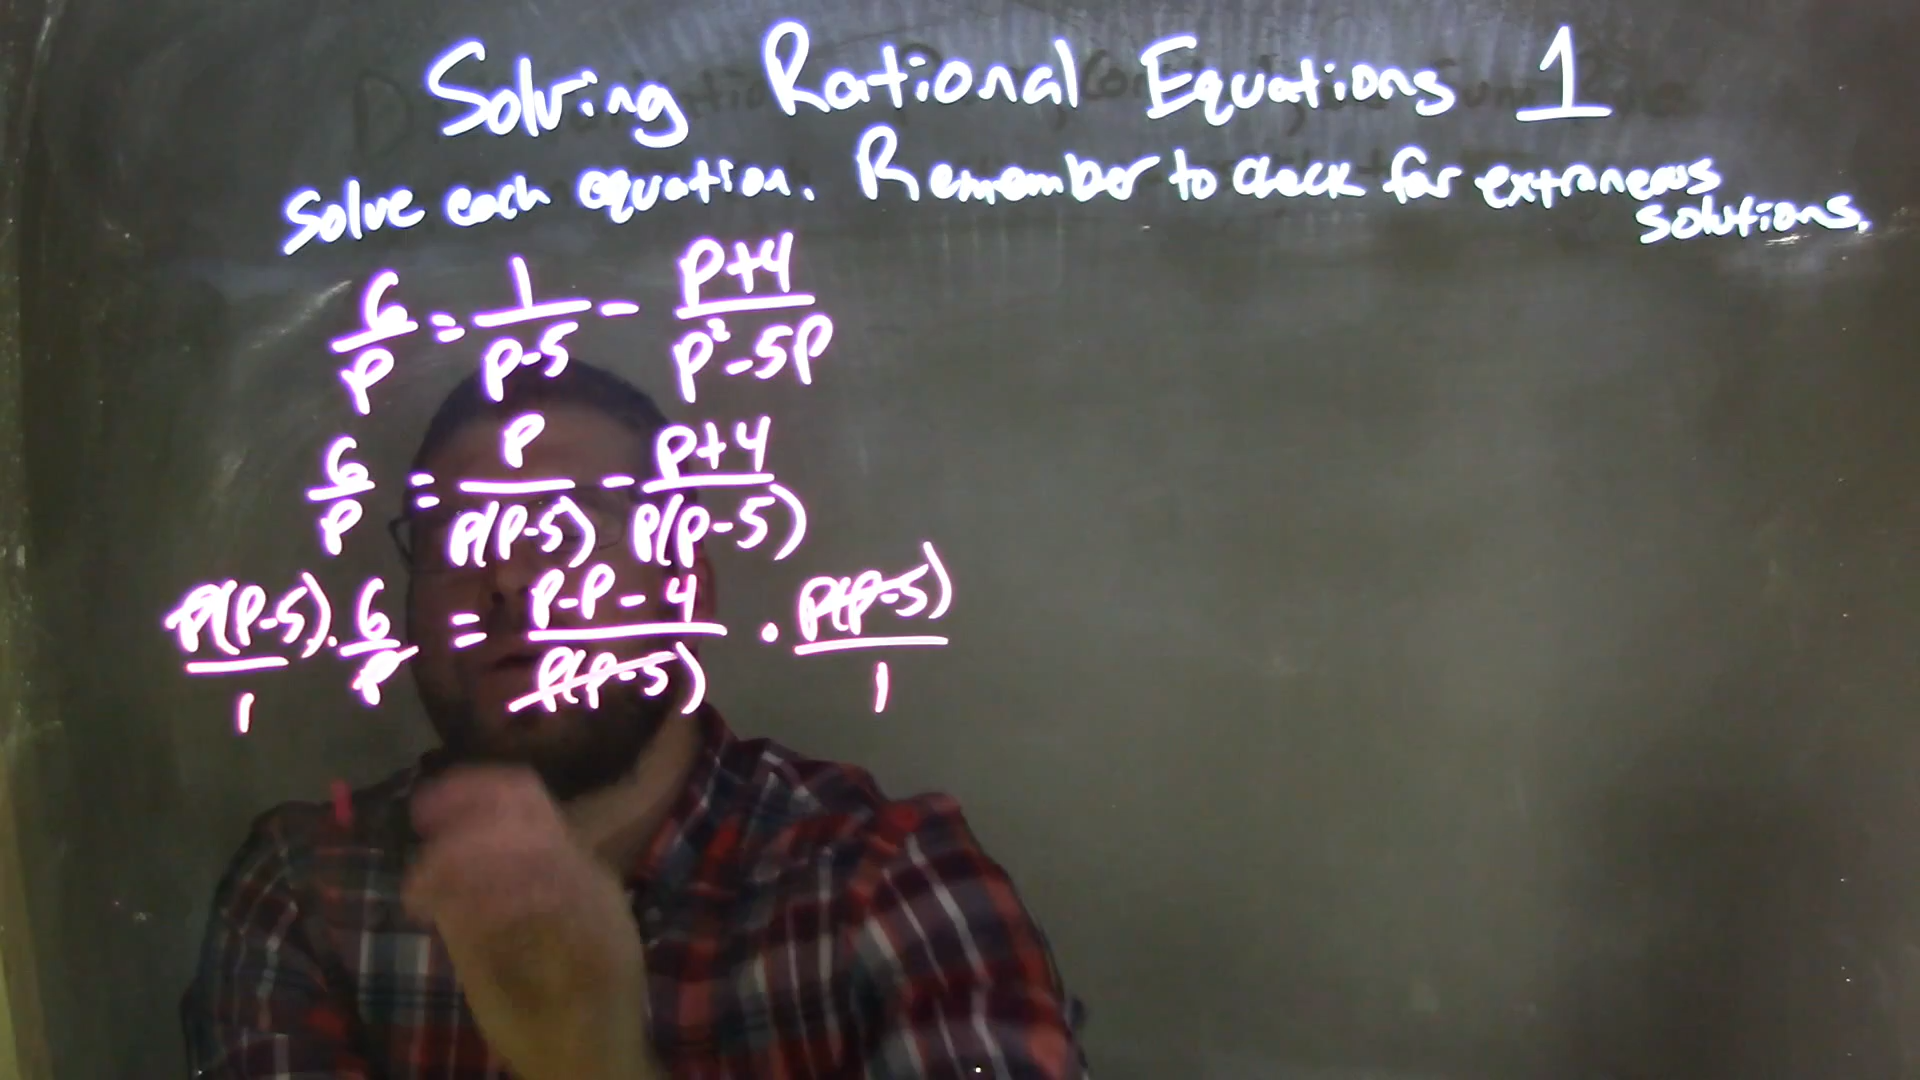 Solving Rational Equations 1
Solve each equation. Remember to check for extraneous
solutions.
6/P = 1/(P-5) - (P+4)/(P²-5P)
6/P = P/(P(P-5)) - (P+4)/(P(P-5))
P(P-5)/1 · 6/P = (P-P-4)/(P(P-5)) · P(P-5)/1